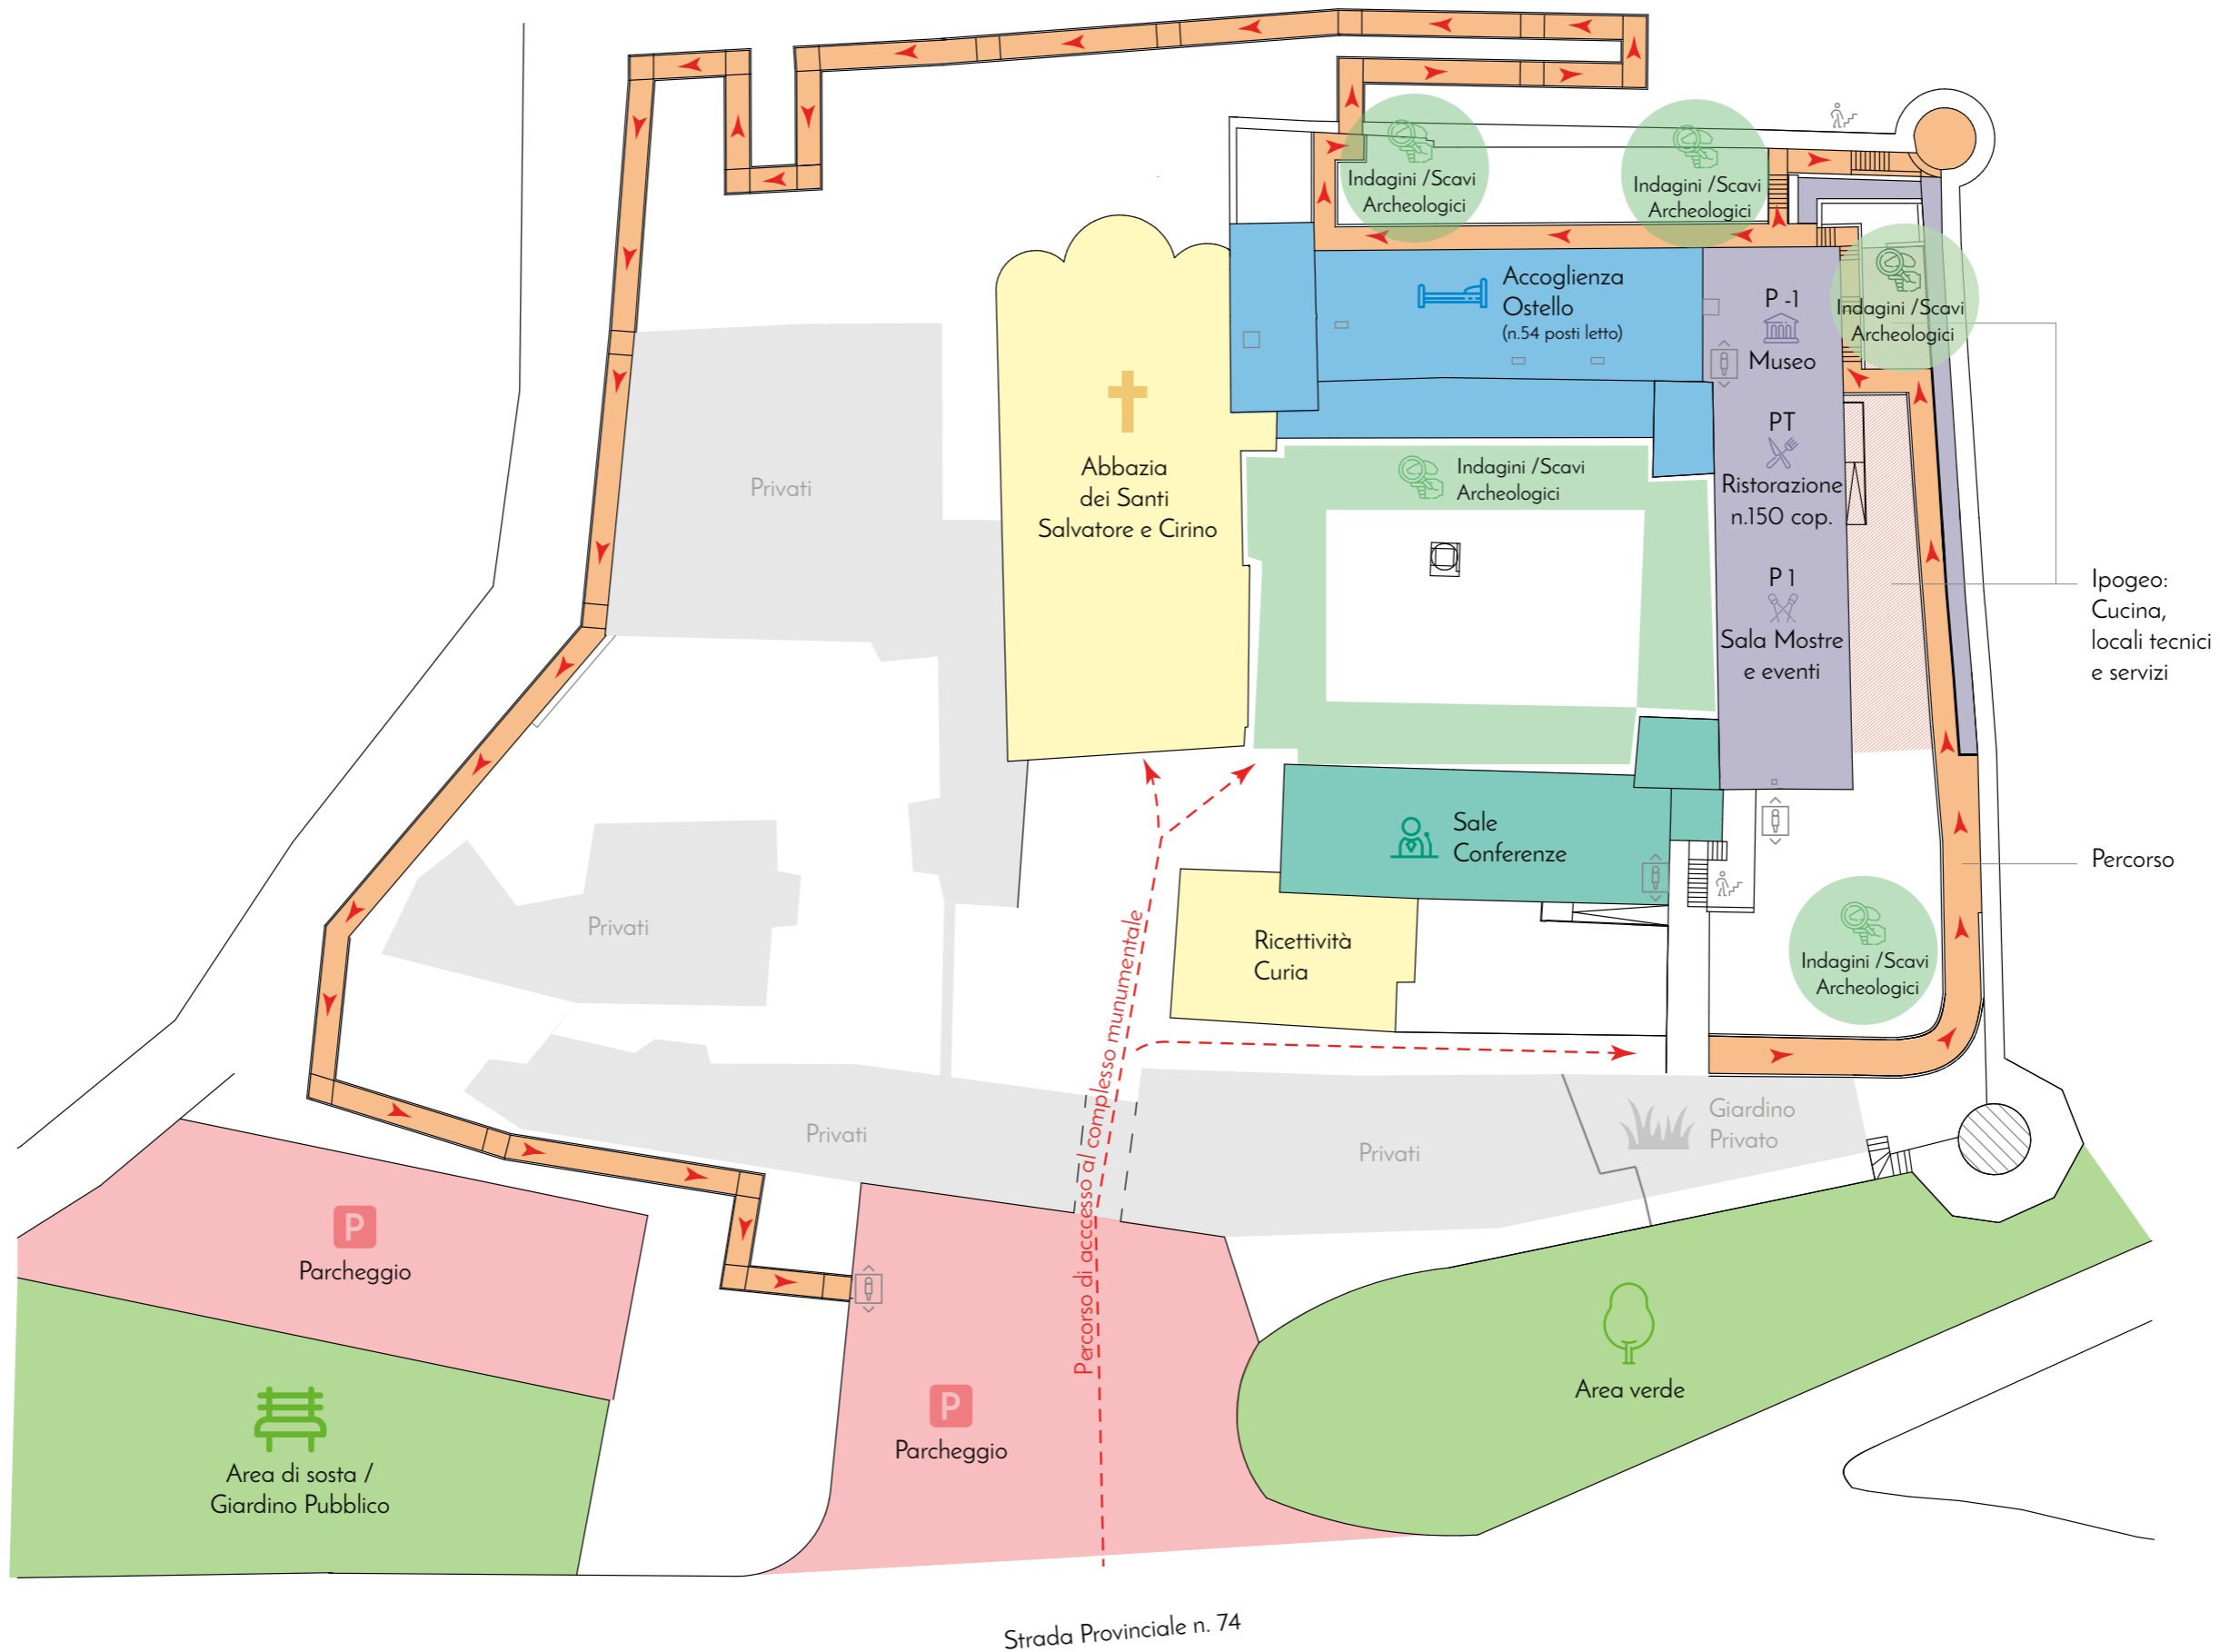 Indagini /Scavi
Archeologici
Indagini /Scavi
Archeologici
Indagini /Scavi
Archeologici
Accoglienza
Ostello
(n.54 posti letto)
P -1
Museo
PT
Ristorazione
n.150 cop.
P 1
Sala Mostre
e eventi
Abbazia
dei Santi
Salvatore e Cirino
Indagini /Scavi
Archeologici
Privati
Ipogeo:
Cucina,
locali tecnici
e servizi
Sale
Conferenze
Percorso
Privati
Ricettività
Curia
Indagini /Scavi
Archeologici
Percorso di acccesso al complesso munumentale
Privati
Privati
Giardino
Privato
P
Parcheggio
P
Parcheggio
Area verde
Area di sosta /
Giardino Pubblico
Strada Provinciale n. 74